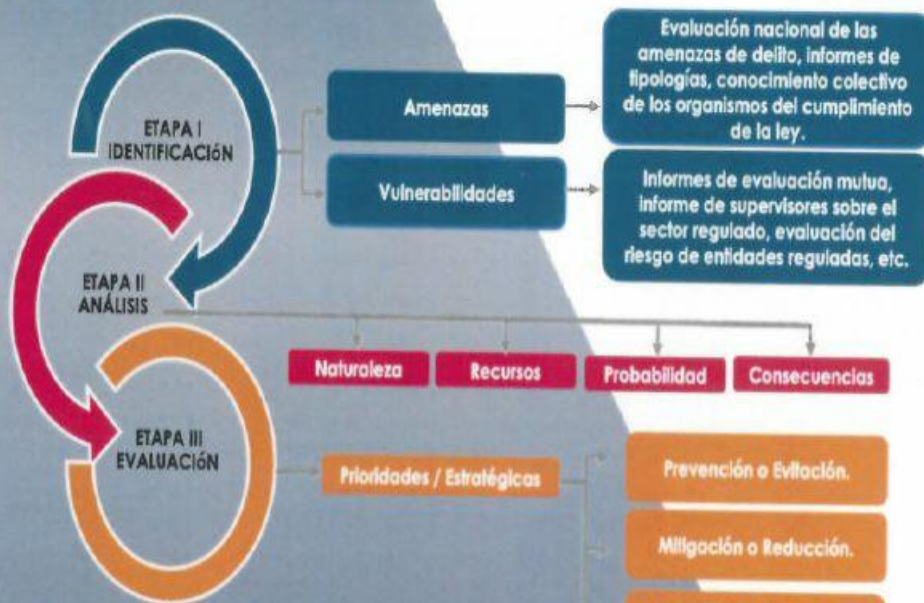 ETAPA I
IDENTIFICACIÓN
Amenazas
Evaluación nacional de las
amenazas de delito, informes de
tipologías, conocimiento colectivo
de los organismos del cumplimiento
de la ley.
Vulnerabilidades
Informes de evaluación mutua,
informe de supervisores sobre el
sector regulado, evaluación del
riesgo de entidades reguladas, etc.
ETAPA II
ANÁLISIS
Naturaleza
Recursos
Probabilidad
Consecuencias
ETAPA III
EVALUACIÓN
Prioridades / Estratégicas
Prevención o Evitación.
Mitigación o Reducción.